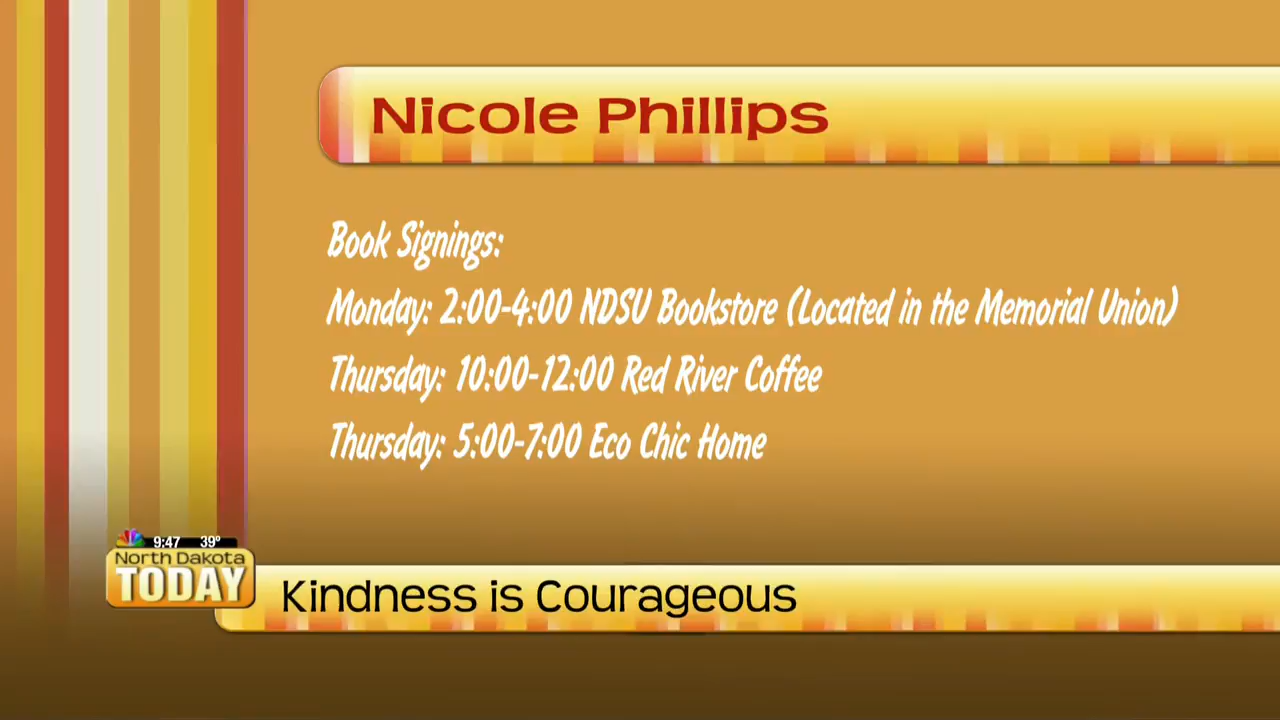 Nicole Phillips
Book Signings:
Monday: 2:00-4:00 NDSU Bookstore (Located in the Memorial Union)
Thursday: 10:00-12:00 Red River Coffee
Thursday: 5:00-7:00 Eco Chic Home
9:47 39°
North Dakota
TODAY
Kindness is Courageous